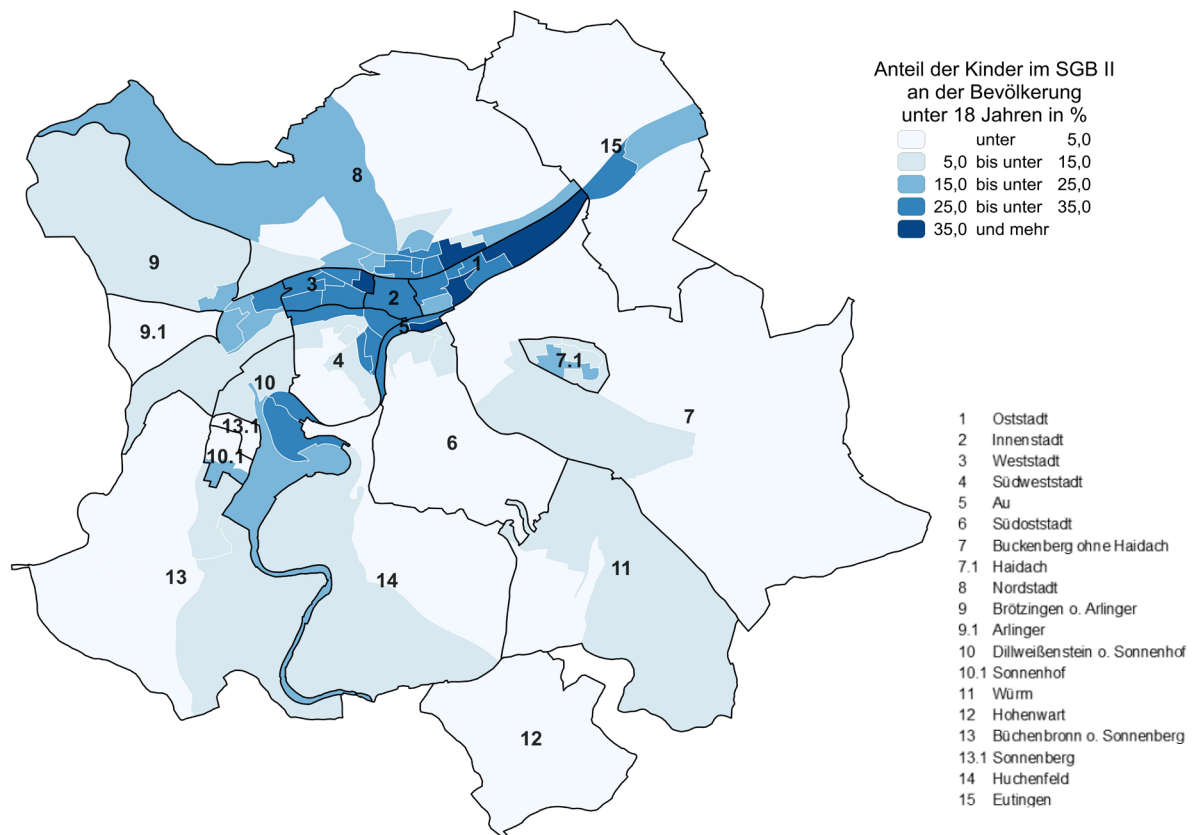 Anteil der Kinder im SGB II
an der Bevölkerung
unter 18 Jahren in %
unter 5,0
5,0 bis unter 15,0
15,0 bis unter 25,0
25,0 bis unter 35,0
35,0 und mehr
15
8
9
1
3
2
9.1
5
4
7.1
10
7
13.1
6
10.1
11
13
14
12
1 Oststadt
2 Innenstadt
3 Weststadt
4 Südweststadt
5 Au
6 Südoststadt
7 Buckenberg ohne Haidach
7.1 Haidach
8 Nordstadt
9 Brötzingen o. Arlinger
9.1 Arlinger
10 Dillweißenstein o. Sonnenhof
10.1 Sonnenhof
11 Würm
12 Hohenwart
13 Büchenbronn o. Sonnenberg
13.1 Sonnenberg
14 Huchenfeld
15 Eutingen